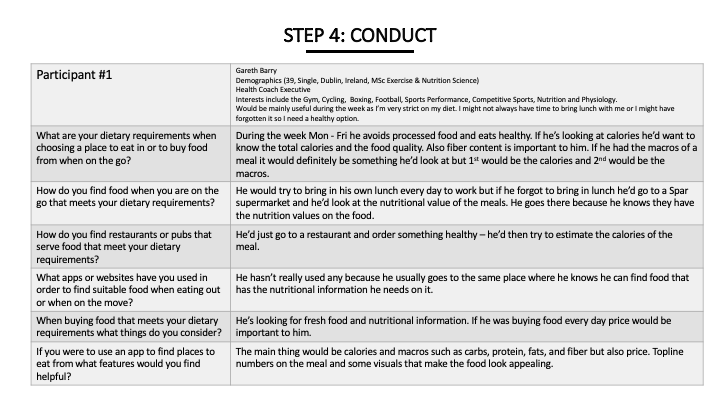 STEP 4: CONDUCT
Participant #1
Gareth Barry
Demographics (39, Single, Dublin, Ireland, MSc Exercise & Nutrition Science)
Health Coach Executive
Interests include the Gym, Cycling, Boxing, Football, Sports Performance, Competitive Sports, Nutrition and Physiology.
Would be mainly useful during the week as I'm very strict on my diet. I might not always have time to bring lunch with me or I might have
forgotten it so I need a healthy option.
What are your dietary requirements when
choosing a place to eat in or to buy food
from when on the go?
During the week Mon - Fri he avoids processed food and eats healthy. If he's looking at calories he'd want to
know the total calories and the food quality. Also fiber content is important to him. If he had the macros of a
meal it would definitely be something he'd look at but 1st would be the calories and 2nd would be the
macros.
How do you find food when you are on the
go that meets your dietary requirements?
He would try to bring in his own lunch every day to work but if he forgot to bring in lunch he'd go to a Spar
supermarket and he'd look at the nutritional value of the meals. He goes there because he knows they have
the nutrition values on the food.
How do you find restaurants or pubs that
serve food that meet your dietary
requirements?
He'd just go to a restaurant and order something healthy – he'd then try to estimate the calories of the
meal.
What apps or websites have you used in
order to find suitable food when eating out
or when on the move?
He hasn't really used any because he usually goes to the same place where he knows he can find food that
has the nutritional information he needs on it.
When buying food that meets your dietary
requirements what things do you consider?
He's looking for fresh food and nutritional information. If he was buying food every day price would be
important to him.
If you were to use an app to find places to
eat from what features would you find
helpful?
The main thing would be calories and macros such as carbs, protein, fats, and fiber but also price. Topline
numbers on the meal and some visuals that make the food look appealing.